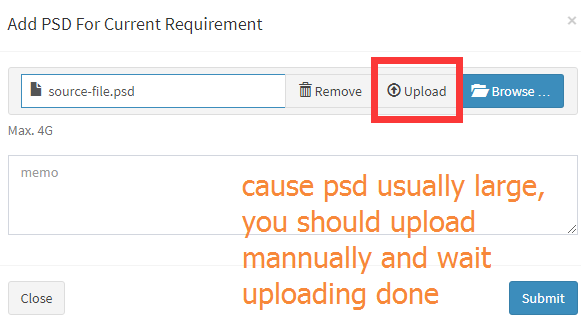 Add PSD For Current Requirement ×
source-file.psd Remove Upload Browse ...
Max. 4G
memo
cause psd usually large,
you should upload
mannually and wait
uploading done
Close Submit